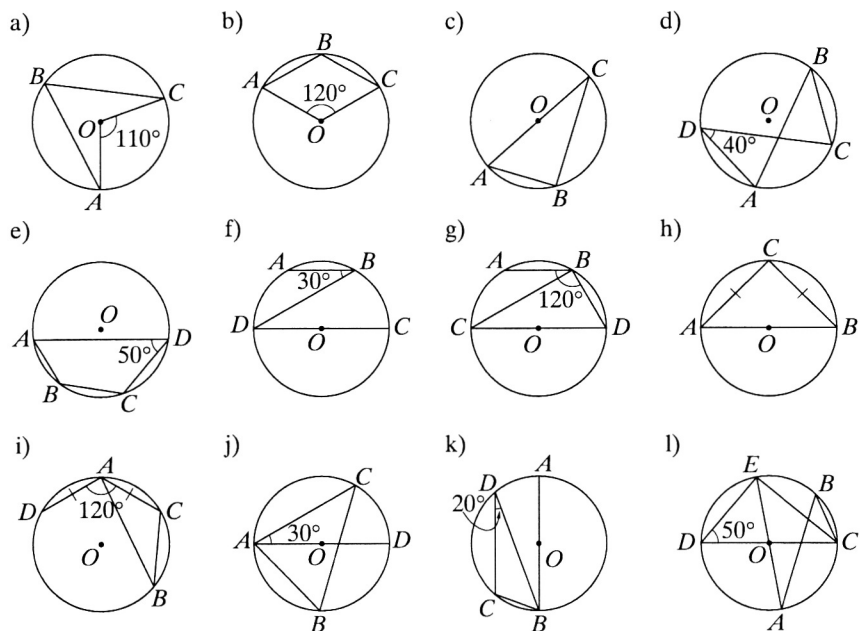 a) b) c) d)
B C O 110° A
A B C 120° O
C O A B
B O D 40° C A
e) f) g) h)
O A D 50° B C
A B 30° D O C
A B 120° C O D
C A O B
i) j) k) l)
A D 120° C O B
C A 30° O D B
A D 20° O C B
E B D 50° O C A